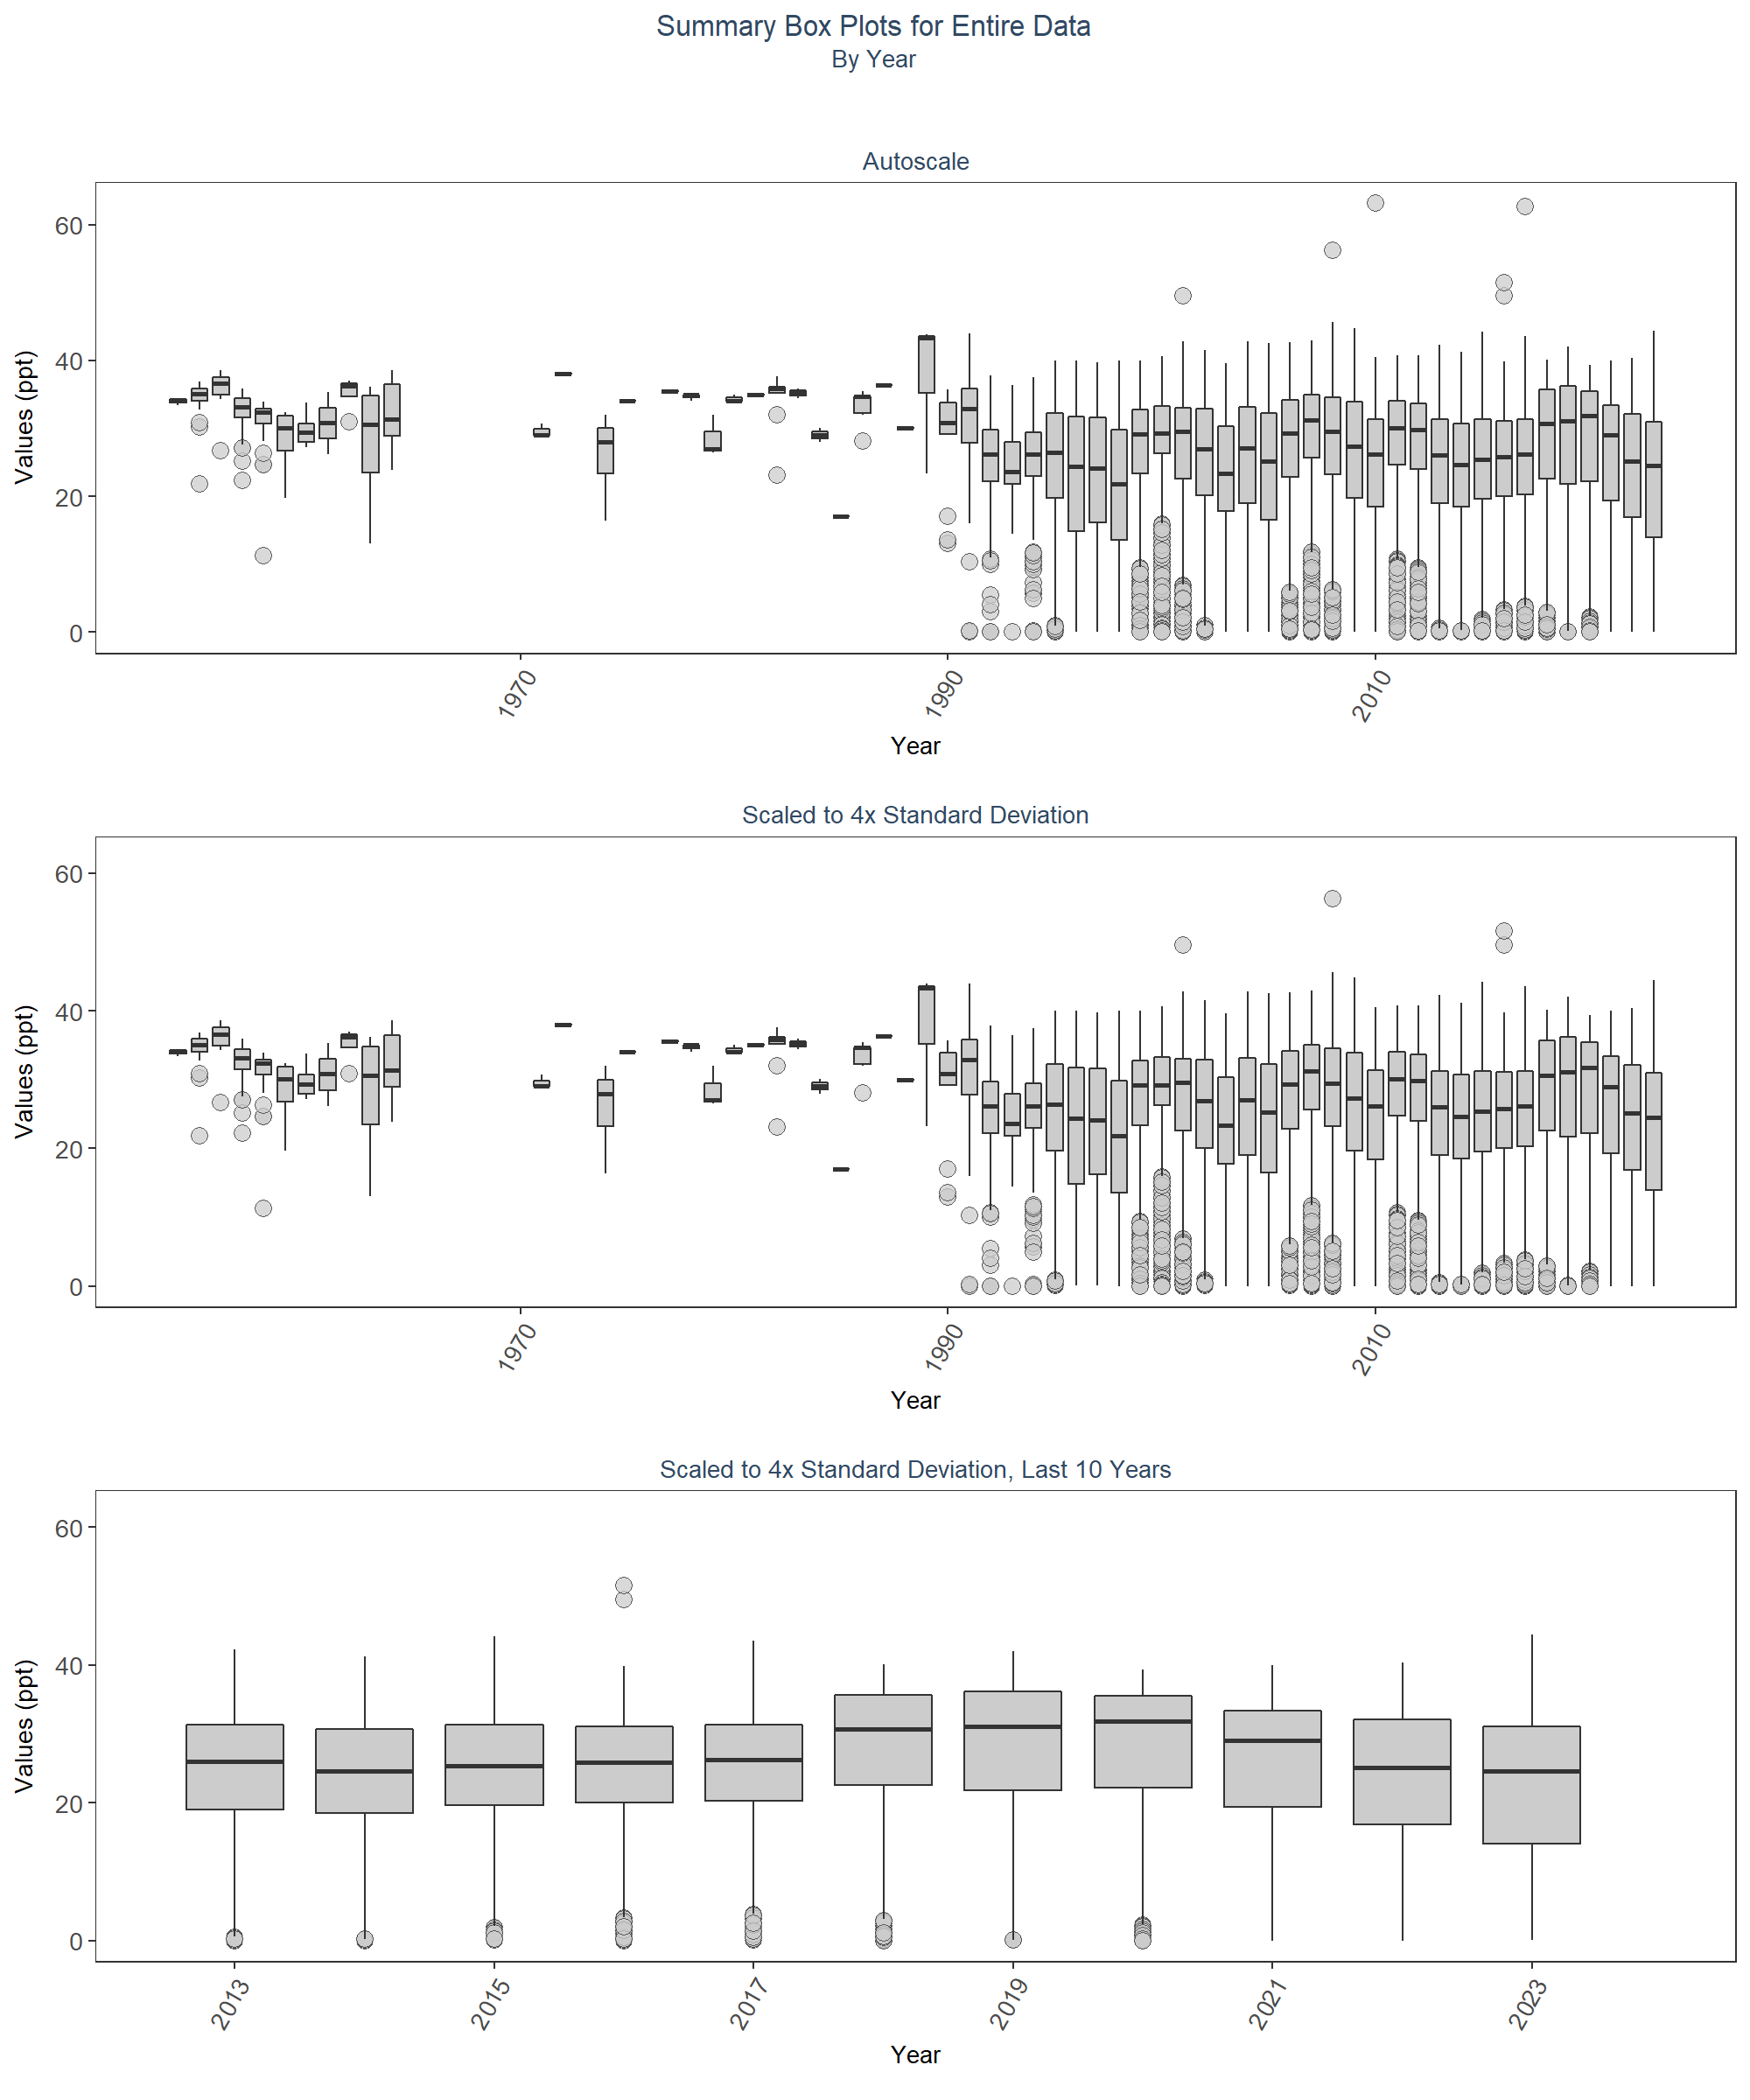 Summary Box Plots for Entire Data
By Year
Autoscale
Values (ppt)
60
40
20
0
1970
1990
2010
Year
Scaled to 4x Standard Deviation
Values (ppt)
60
40
20
0
1970
1990
2010
Year
Scaled to 4x Standard Deviation, Last 10 Years
Values (ppt)
60
40
20
0
2013
2015
2017
2019
2021
2023
Year